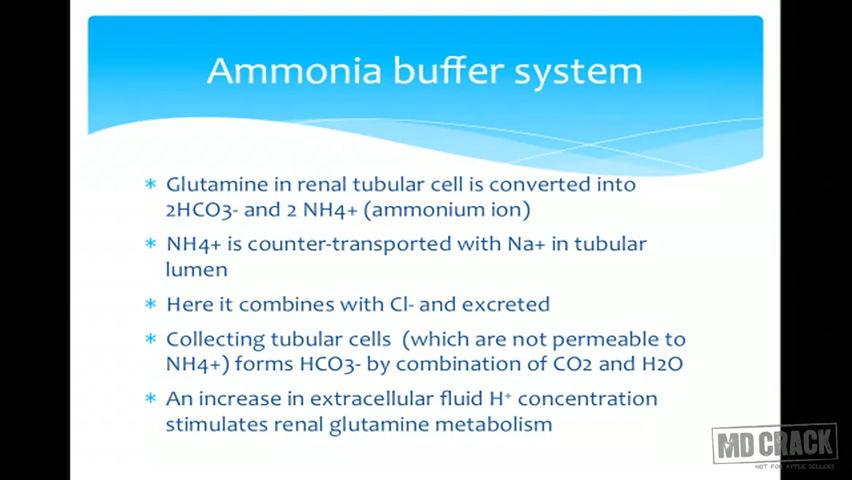 Ammonia buffer system
* Glutamine in renal tubular cell is converted into
2HCO3- and 2 NH4+ (ammonium ion)
* NH4+ is counter-transported with Na+ in tubular
lumen
* Here it combines with Cl- and excreted
* Collecting tubular cells (which are not permeable to
NH4+) forms HCO3- by combination of CO2 and H2O
* An increase in extracellular fluid H⁺ concentration
stimulates renal glutamine metabolism
MD CRACK
NOT FOR APPLE SELLERS